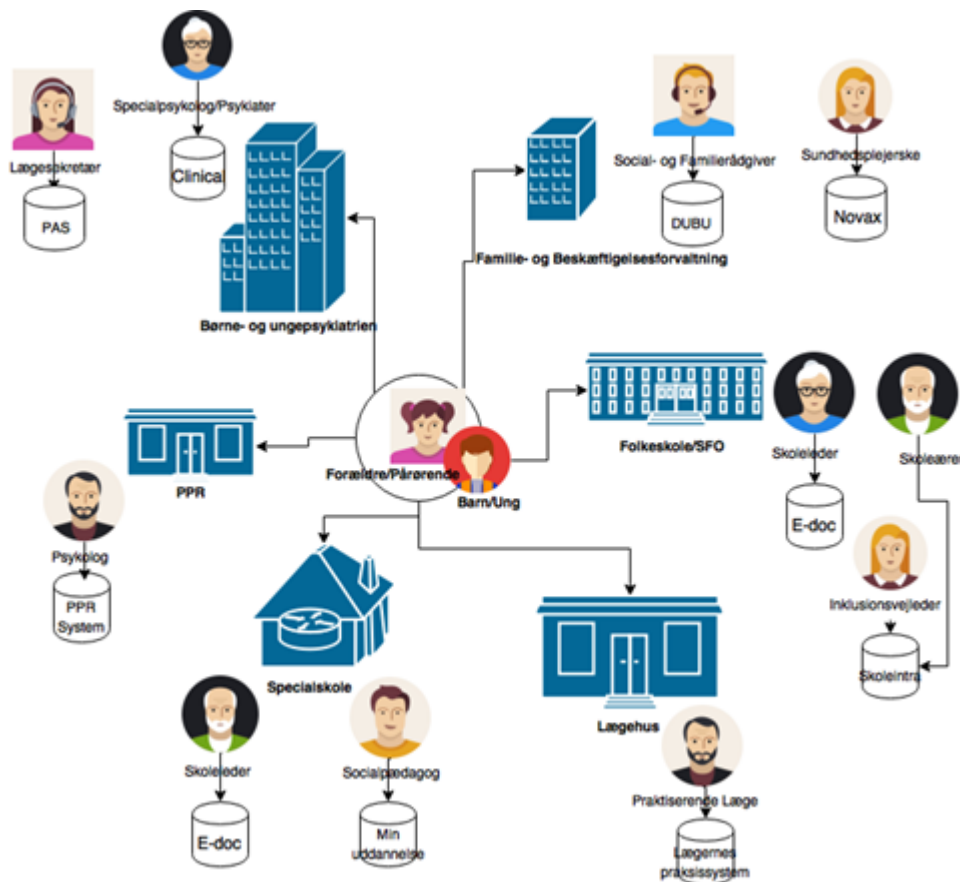 Specialpsykolog/Psykiater
Lægesekretær
Clinical
PAS
Social- og Familierådgiver
Sundhedsplejerske
DUBU
Novax
Familie- og Beskæftigelsesforvaltning
Børne- og ungepsykiatrien
Folkeskole/SFO
Skoleleder
Skoleærer
Forældre/Pårørende
Barn/Ung
PPR
E-doc
Psykolog
PPR
System
Inklusionsvejleder
Skoleintra
Specialskole
Lægehus
Skoleleder
Socialpædagog
Praktiserende Læge
E-doc
Min
uddannelse
Lægernes
praksissystem